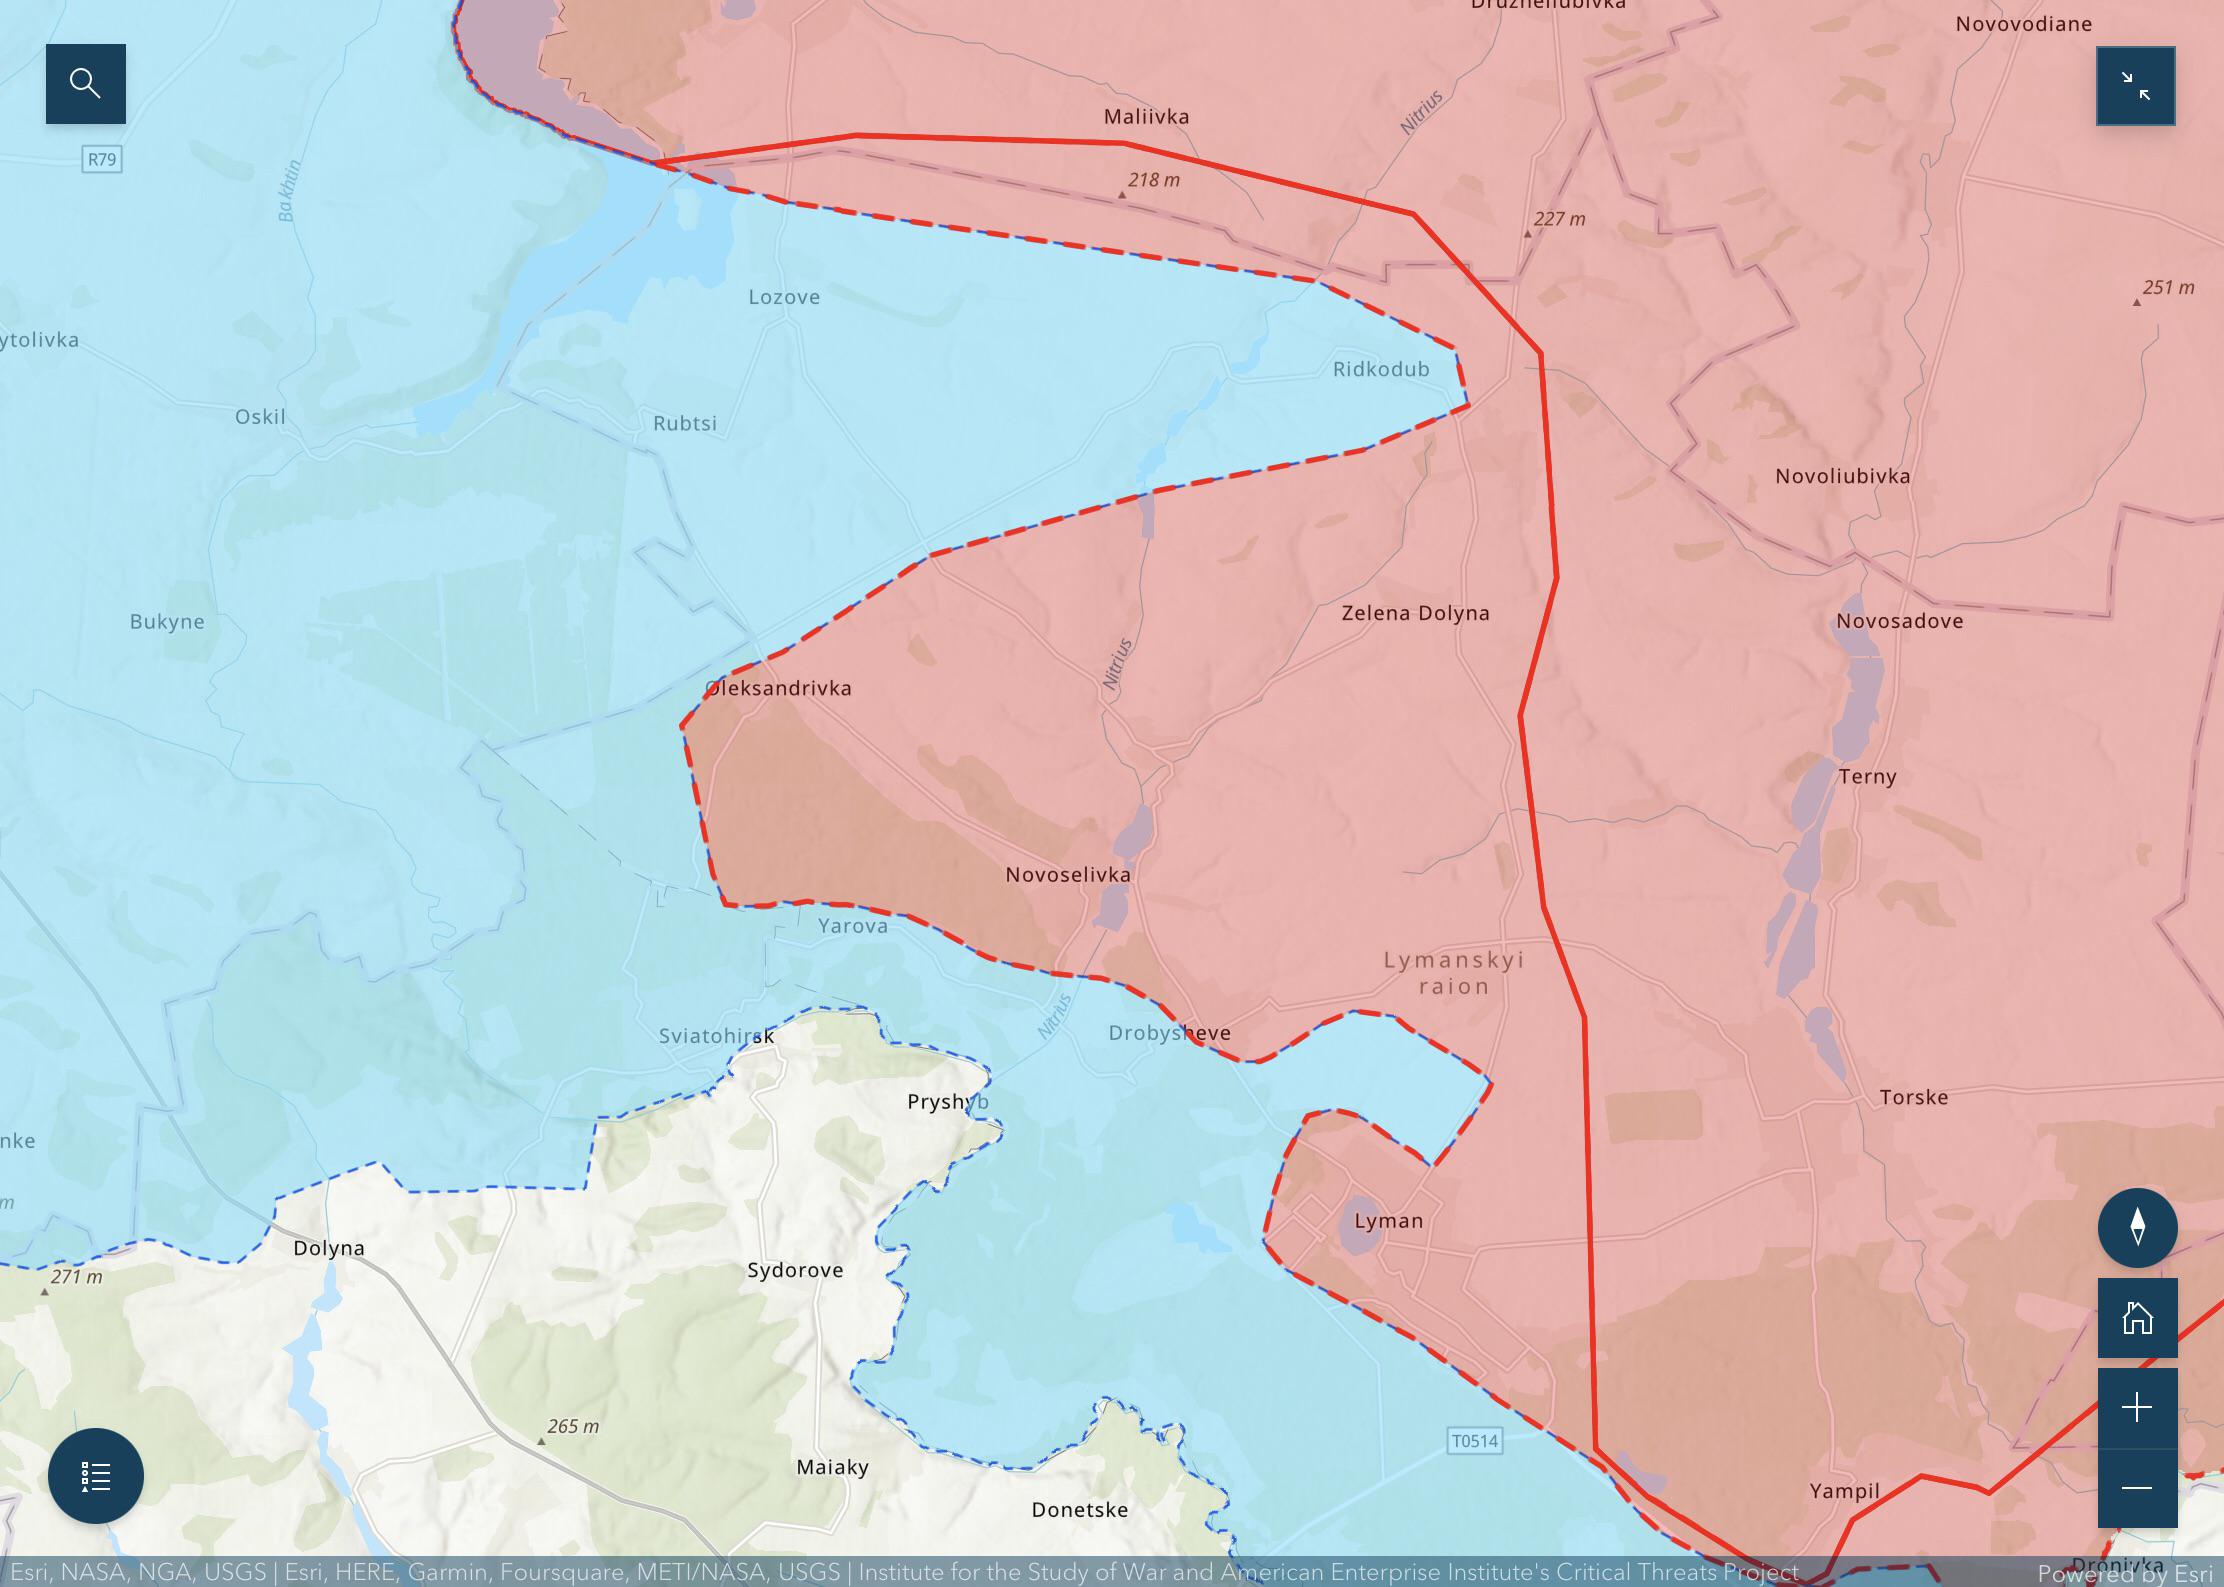 Druzheliubivka
Novovodiane
Maliivka
Nitrius
R79
Bakhtin
218 m
227 m
251 m
Lozove
ytolivka
Ridkodub
Oskil
Rubtsi
Novoliubivka
Bukyne
Zelena Dolyna
Novosadove
Nitrius
Oleksandrivka
Terny
Novoselivka
Yarova
Lymanskyi
raion
Nitrius
Sviatohirsk
Drobysheve
Pryshyb
Torske
nke
m
Lyman
Dolyna
271 m
Sydorove
265 m
T0514
Maiaky
Yampil
Donetske
Dronivka
Esri, NASA, NGA, USGS | Esri, HERE, Garmin, Foursquare, METI/NASA, USGS | Institute for the Study of War and American Enterprise Institute's Critical Threats Project
Powered by Esri